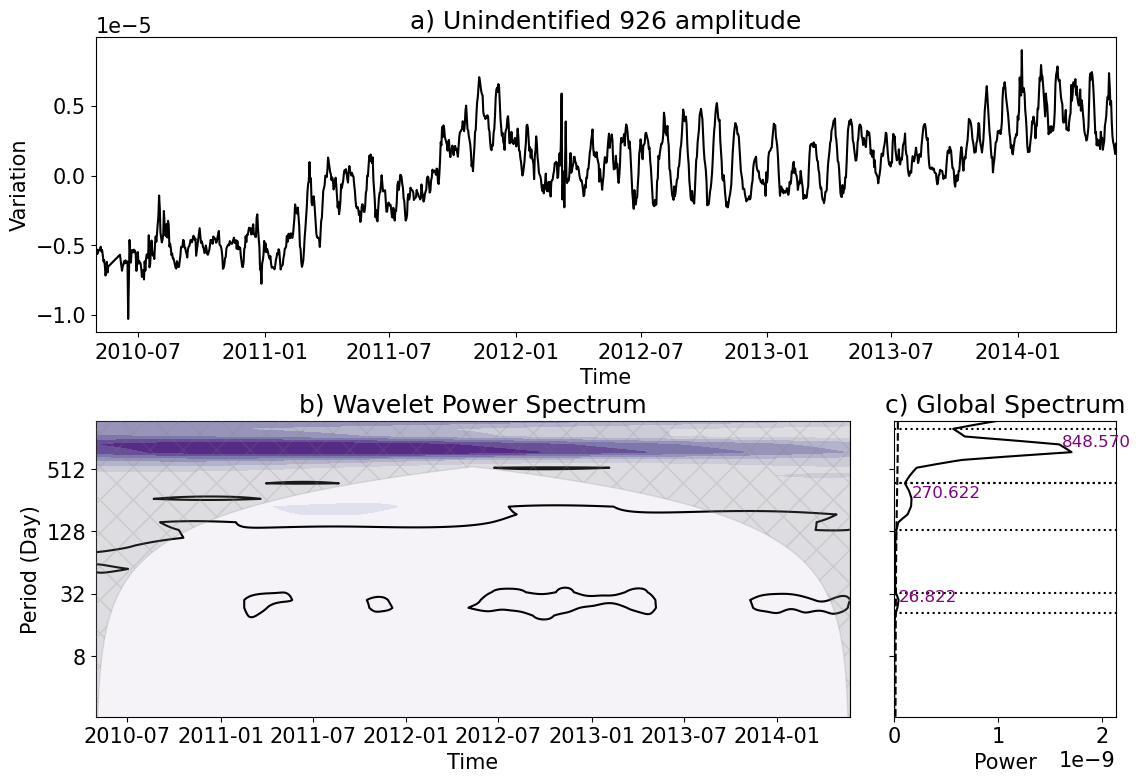 a) Unidentified 926 amplitude
1e−5
Variation
0.5
0.0
−0.5
−1.0
2010-07 2011-01 2011-07 2012-01 2012-07 2013-01 2013-07 2014-01
Time
b) Wavelet Power Spectrum
Period (Day)
512
128
32
8
2010-07 2011-01 2011-07 2012-01 2012-07 2013-01 2013-07 2014-01
Time
c) Global Spectrum
848.570
270.622
26.822
0 1 2
Power 1e−9